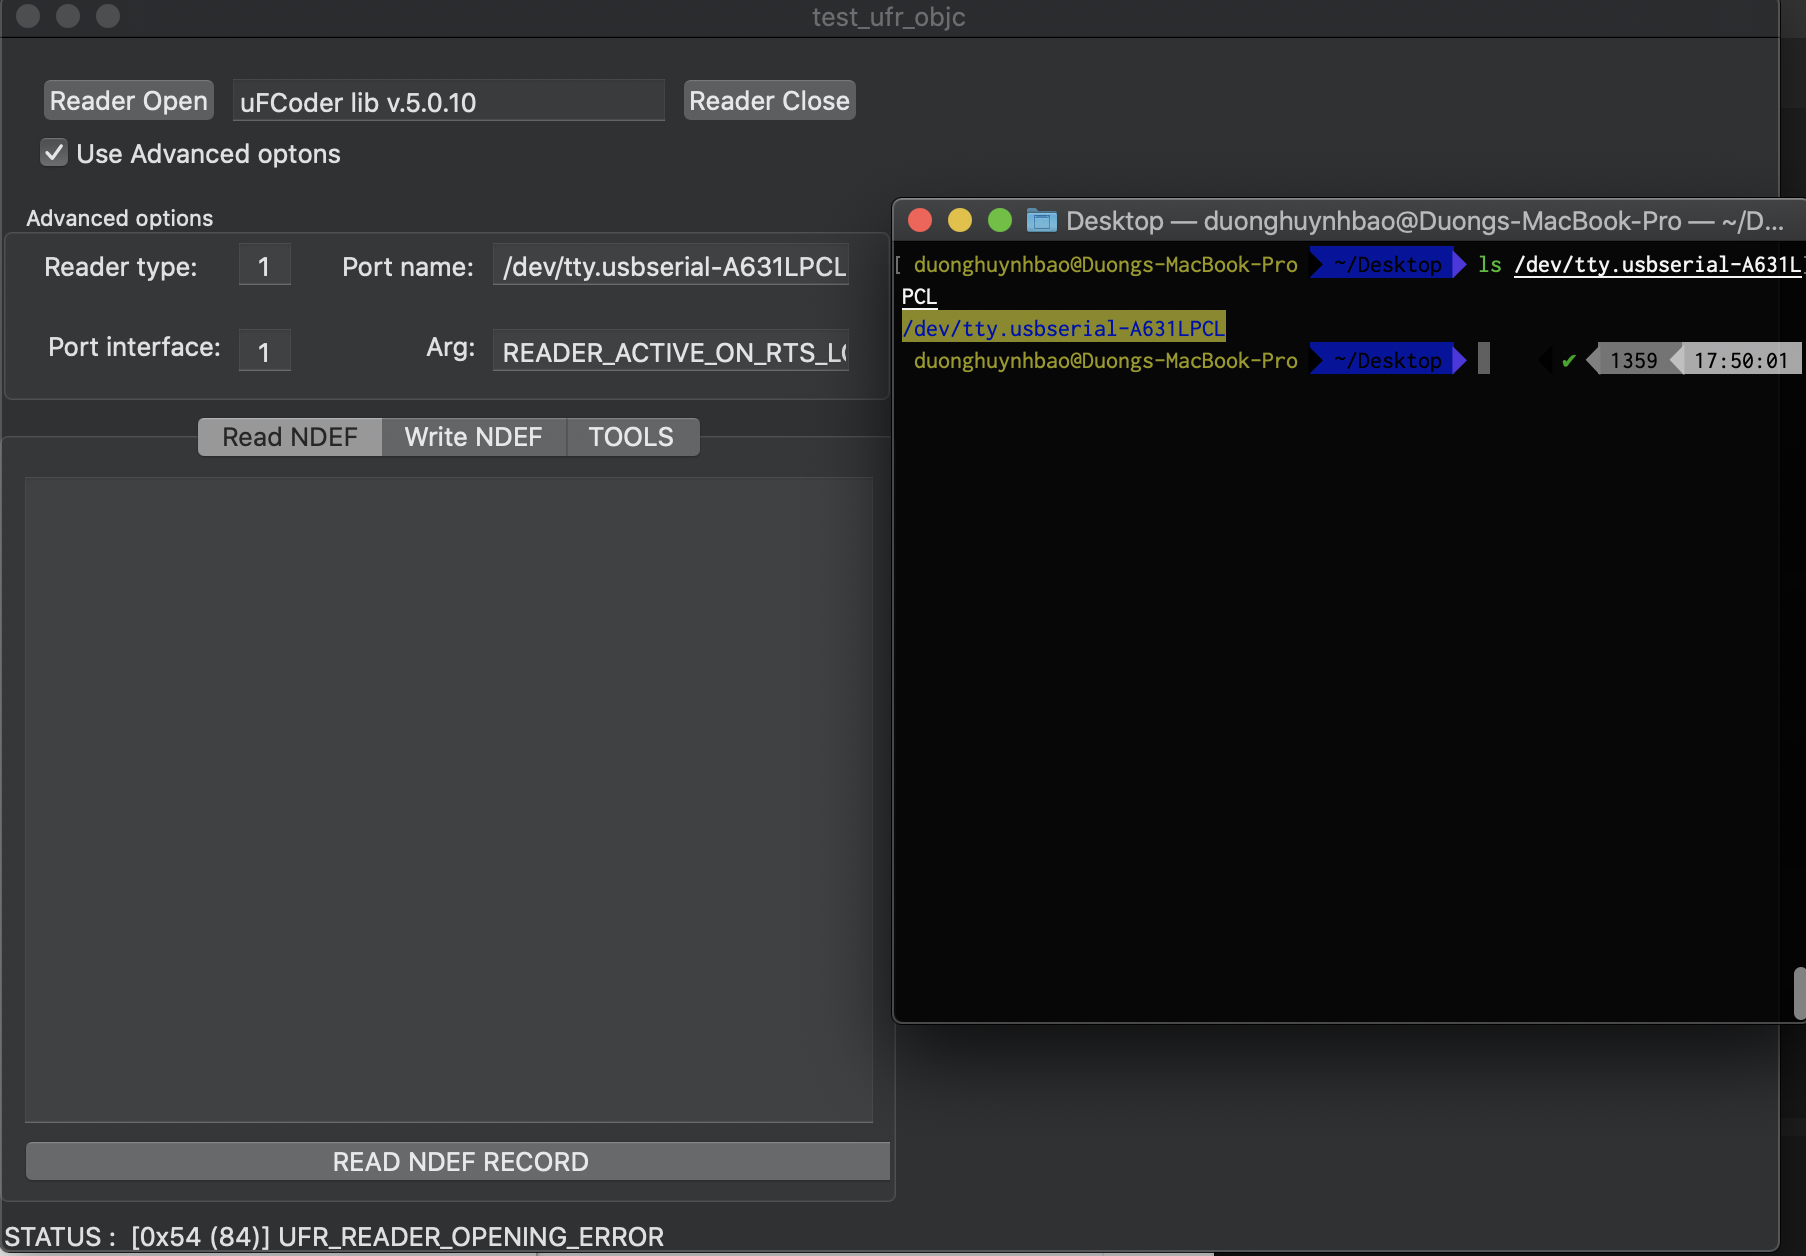 test_ufr_objc
Reader Open
uFCoder lib v.5.0.10
Reader Close
Use Advanced optons
Advanced options
Reader type:
1
Port name:
/dev/tty.usbserial-A631LPCL
Port interface:
1
Arg:
READER_ACTIVE_ON_RTS_L
Read NDEF
Write NDEF
TOOLS
READ NDEF RECORD
STATUS : [0x54 (84)] UFR_READER_OPENING_ERROR
Desktop — duonghuynhbao@Duongs-MacBook-Pro — ~/D...
[ duonghuynhbao@Duongs-MacBook-Pro ~/Desktop ls /dev/tty.usbserial-A631L
PCL
/dev/tty.usbserial-A631LPCL
duonghuynhbao@Duongs-MacBook-Pro ~/Desktop ✔ 1359 17:50:01